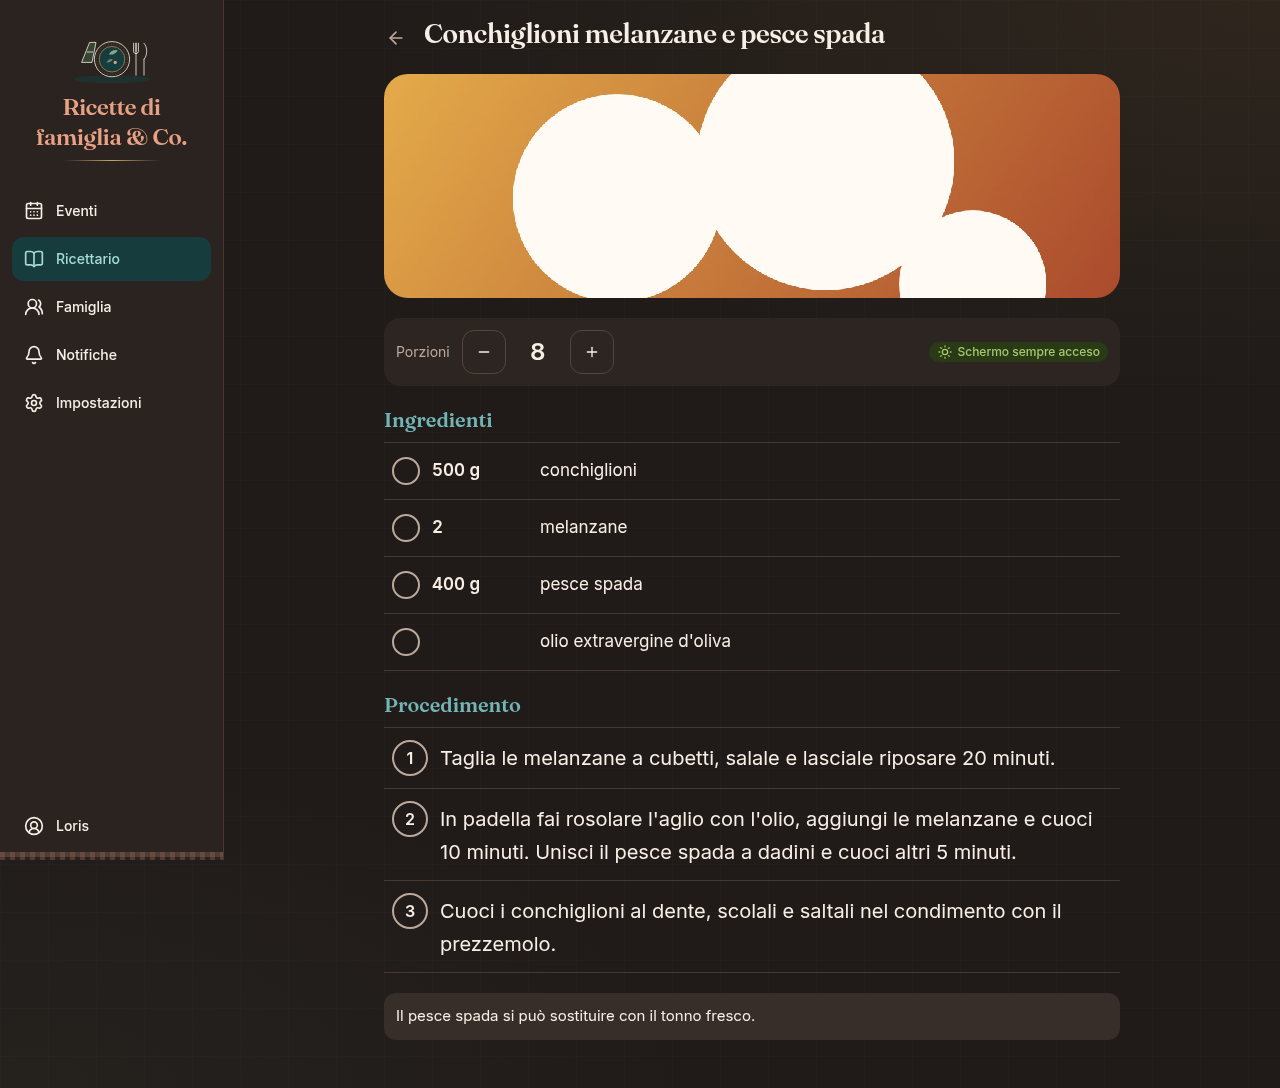 Ricette di
famiglia & Co.
Eventi
Ricettario
Famiglia
Notifiche
Impostazioni
Loris
Conchiglioni melanzane e pesce spada
Porzioni − 8 +
Schermo sempre acceso
Ingredienti
500 g conchiglioni
2 melanzane
400 g pesce spada
olio extravergine d'oliva
Procedimento
1 Taglia le melanzane a cubetti, salale e lasciale riposare 20 minuti.
2 In padella fai rosolare l'aglio con l'olio, aggiungi le melanzane e cuoci
10 minuti. Unisci il pesce spada a dadini e cuoci altri 5 minuti.
3 Cuoci i conchiglioni al dente, scolali e saltali nel condimento con il
prezzemolo.
Il pesce spada si può sostituire con il tonno fresco.